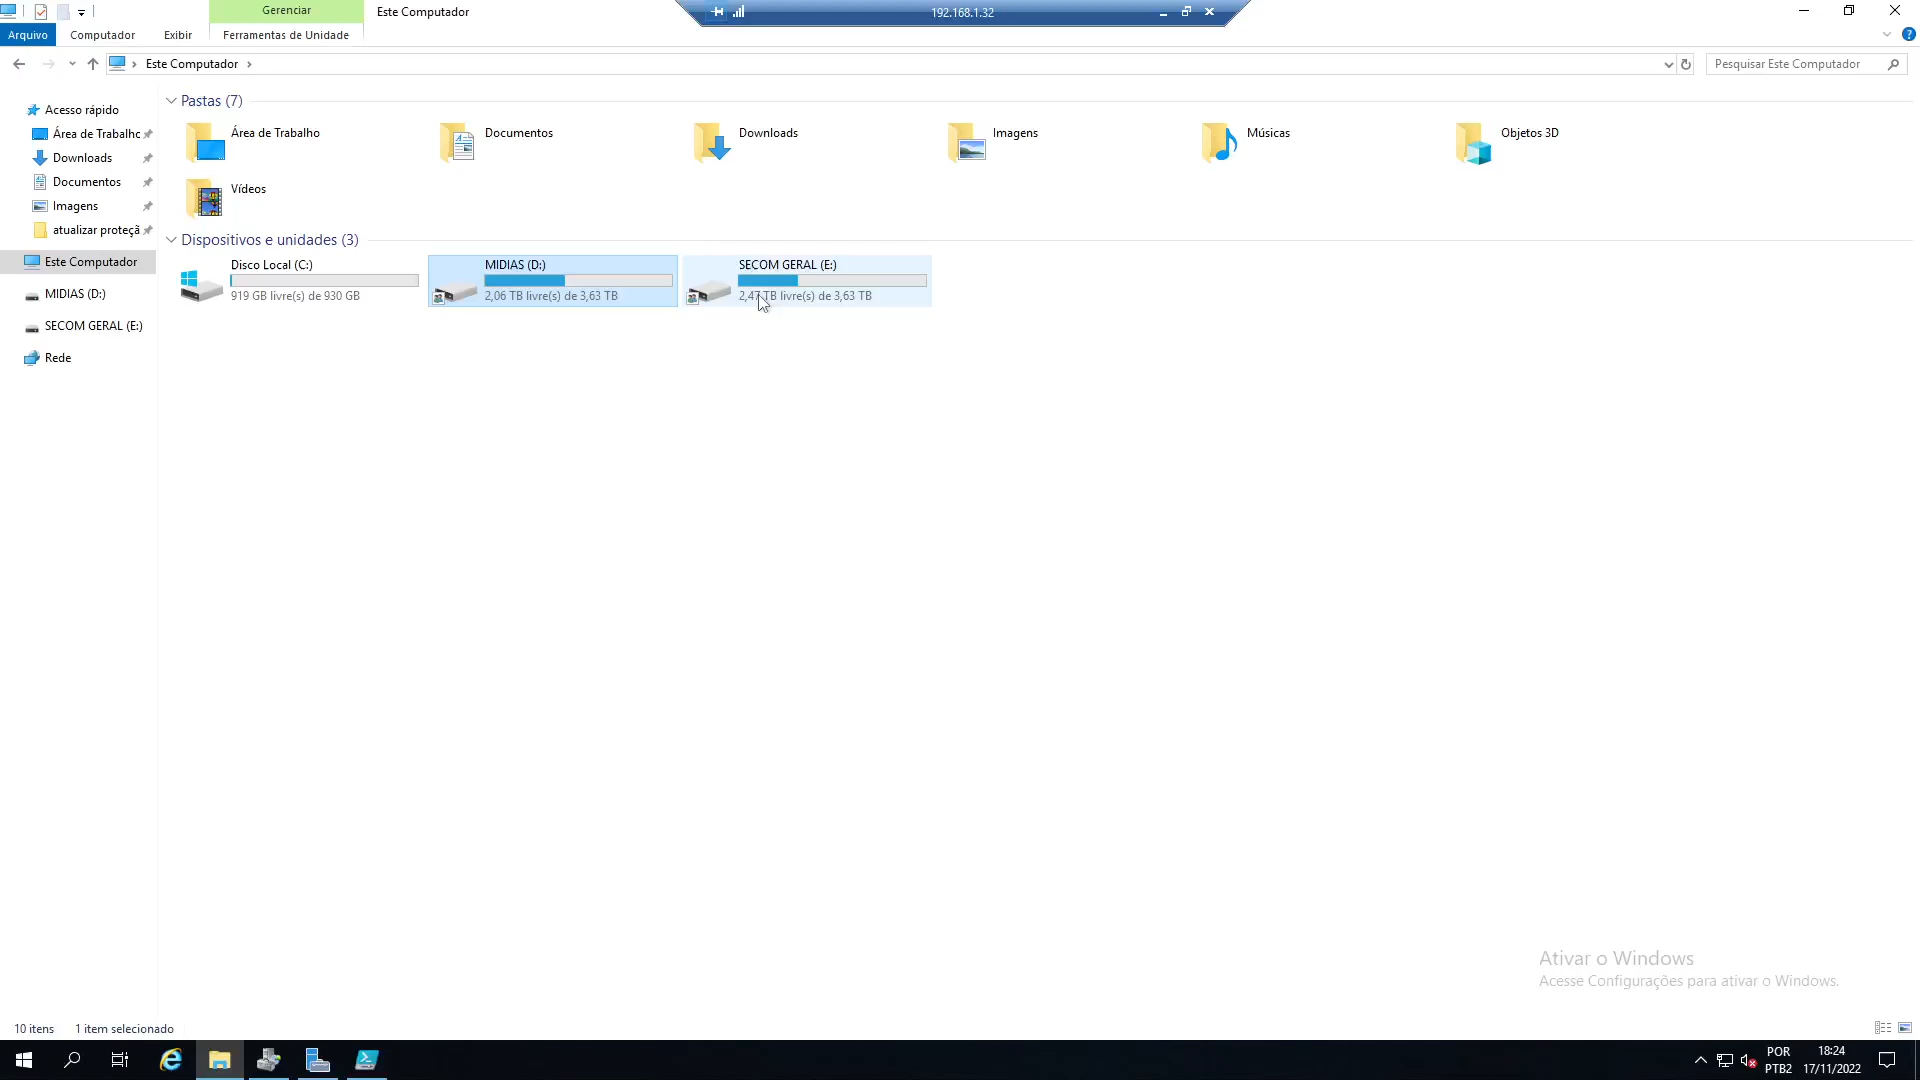 Gerenciar
Este Computador
192.168.1.32
Arquivo
Computador
Exibir
Ferramentas de Unidade
Este Computador
Pesquisar Este Computador
Acesso rápido
Área de Trabalhc
Downloads
Documentos
Imagens
atualizar proteçã
Este Computador
MIDIAS (D:)
SECOM GERAL (E:)
Rede
Pastas (7)
Área de Trabalho
Documentos
Downloads
Imagens
Músicas
Objetos 3D
Vídeos
Dispositivos e unidades (3)
Disco Local (C:)
919 GB livre(s) de 930 GB
MIDIAS (D:)
2,06 TB livre(s) de 3,63 TB
SECOM GERAL (E:)
2,47 TB livre(s) de 3,63 TB
Ativar o Windows
Acesse Configurações para ativar o Windows.
10 itens
1 item selecionado
POR
PTB2
18:24
17/11/2022